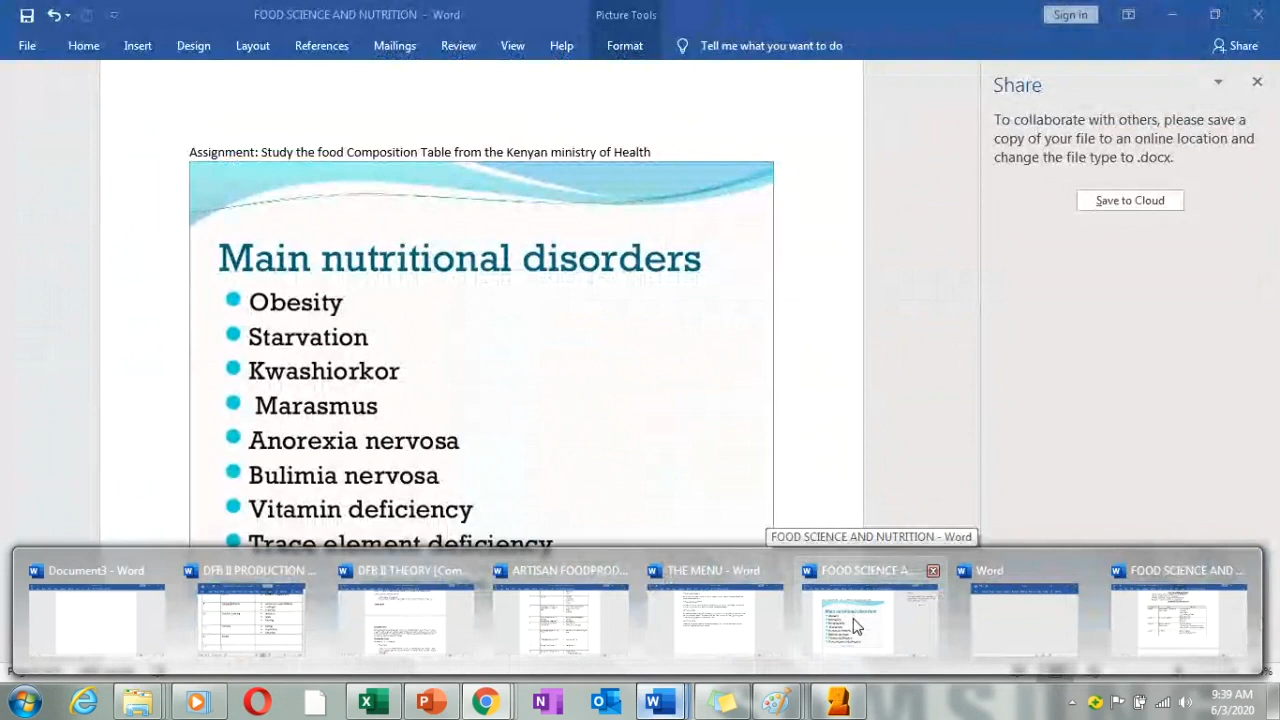 FOOD SCIENCE AND NUTRITION - Word
Picture Tools
Sign in
File
Home
Insert
Design
Layout
References
Mailings
Review
View
Help
Format
Tell me what you want to do
Share
Share
To collaborate with others, please save a
copy of your file to an online location and
change the file type to .docx.
Save to Cloud
Assignment: Study the food Composition Table from the Kenyan ministry of Health
Main nutritional disorders
Obesity
Starvation
Kwashiorkor
Marasmus
Anorexia nervosa
Bulimia nervosa
Vitamin deficiency
Trace element deficiency
FOOD SCIENCE AND NUTRITION - Word
Document3 - Word
DFB II PRODUCTION ...
DFB II THEORY [Com...
ARTISAN FOODPROD...
THE MENU - Word
FOOD SCIENCE A...
Word
FOOD SCIENCE AND ...
Main nutritional disorders
9:39 AM
6/3/2020